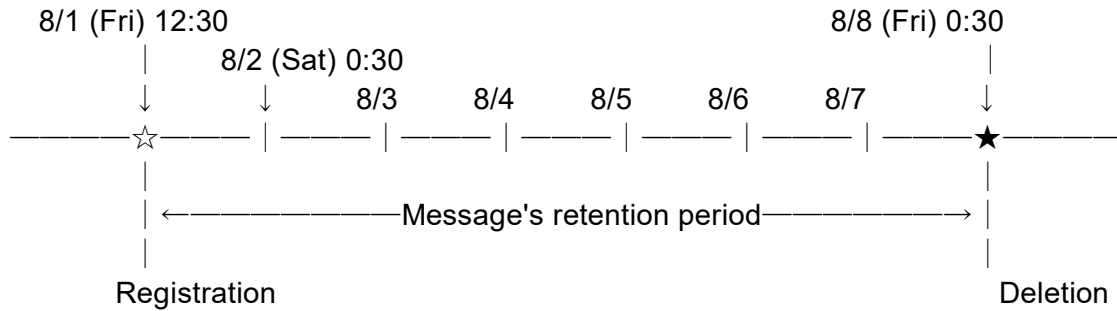 8/1 (Fri) 12:30 8/8 (Fri) 0:30
8/2 (Sat) 0:30
8/3 8/4 8/5 8/6 8/7
Message's retention period
Registration Deletion